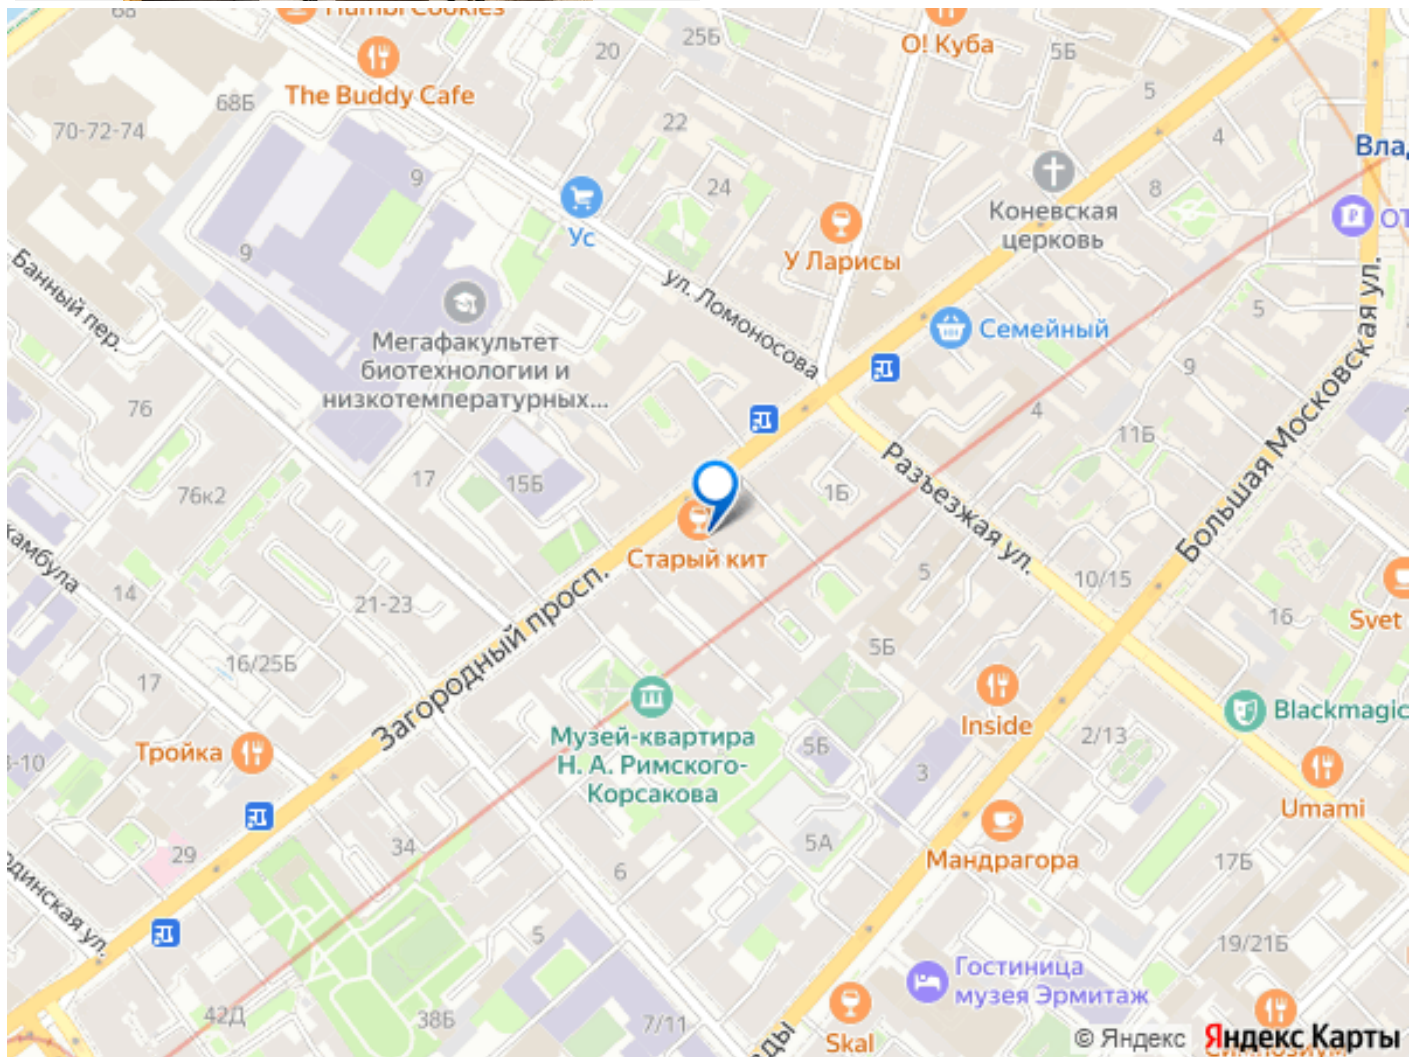 68
Humbl Cookies
20
25Б
О! Куба
5Б
The Buddy Cafe
68Б
5
70-72-74
22
4
Вла
9
24
8
Коневская
церковь
ОТ
Ус
У Ларисы
9
Банный пер.
ул. Ломоносова
5
Мегафакультет
биотехнологии и
низкотемпературных...
Семейный
9
76
4
11Б
Большая Московская ул.
17
15Б
1Б
Разъезжая ул.
76к2
Старый кит
5
10/15
14
21-23
16
Svet
Загородный просп.
16/25Б
5Б
17
Inside
Blackmagic
Тройка
Музей-квартира
Н. А. Римского-
Корсакова
5Б
2/13
3
Umami
29
34
5А
Мандрагора
17Б
6
5
19/21Б
Гостиница
музея Эрмитаж
42Д
38Б
7/11
Skal
© Яндекс Яндекс Карты